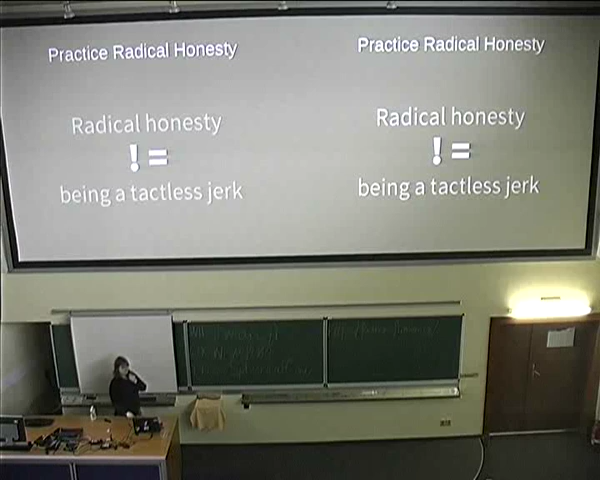 Practice Radical Honesty
Radical honesty
!=
being a tactless jerk
Practice Radical Honesty
Radical honesty
!=
being a tactless jerk